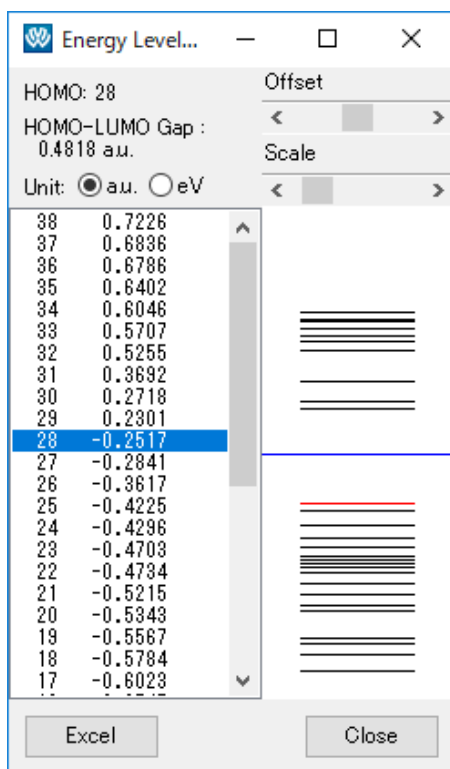 Energy Level...
HOMO: 28
HOMO-LUMO Gap :
0.4818 a.u.
Unit: a.u. eV
Offset
Scale
38 0.7226
37 0.6836
36 0.6786
35 0.6402
34 0.6046
33 0.5707
32 0.5255
31 0.3692
30 0.2718
29 0.2301
28 -0.2517
27 -0.2841
26 -0.3617
25 -0.4225
24 -0.4296
23 -0.4703
22 -0.4734
21 -0.5215
20 -0.5343
19 -0.5567
18 -0.5784
17 -0.6023
Excel
Close